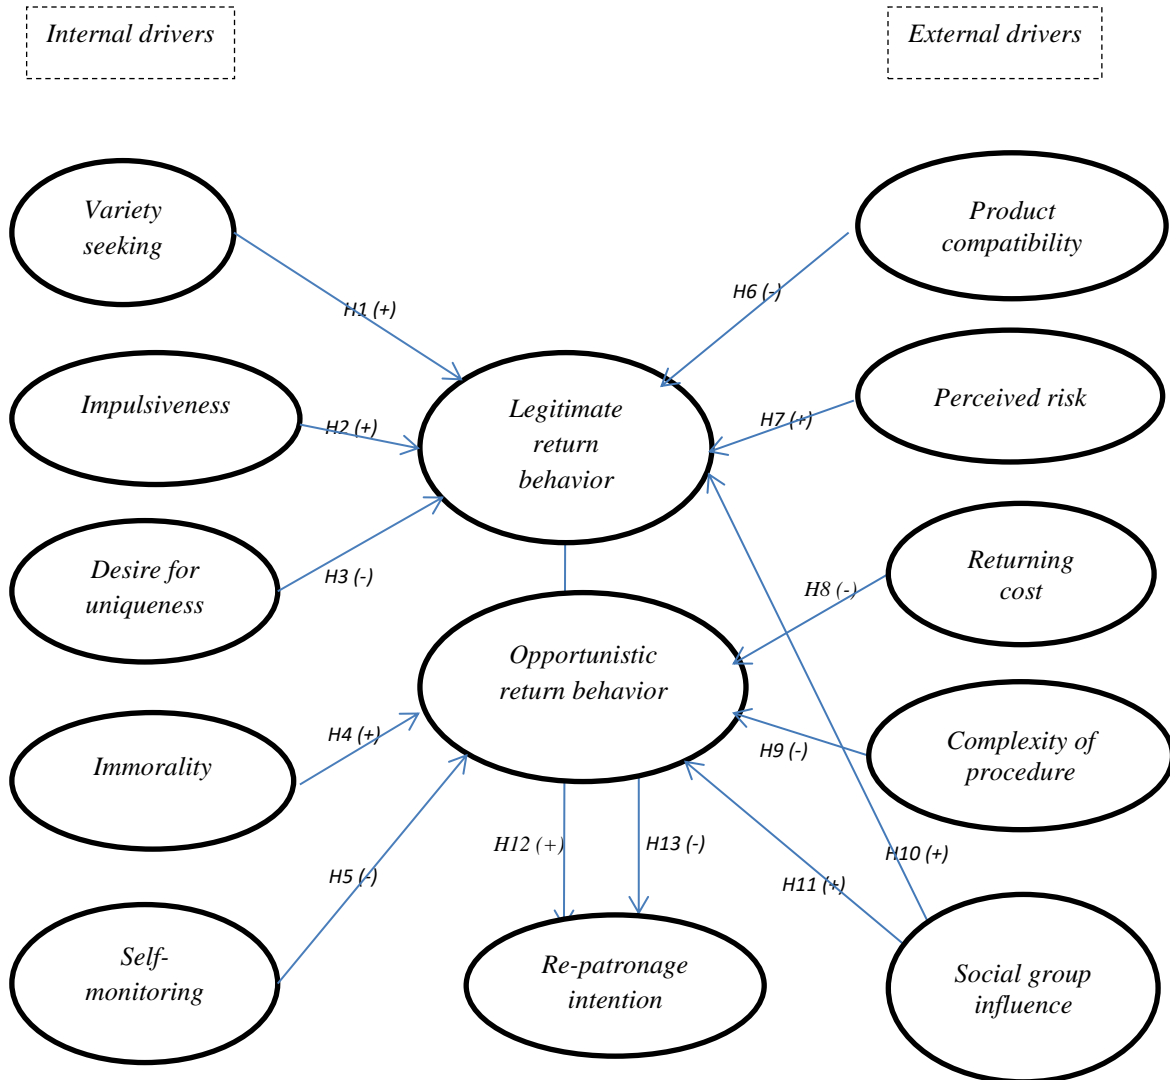 Internal drivers
External drivers
Variety
seeking
Product
compatibility
H1 (+)
H6 (-)
Impulsiveness
H2 (+)
Legitimate
return
behavior
H7 (+)
Perceived risk
Desire for
uniqueness
H3 (-)
H8 (-)
Returning
cost
Opportunistic
return behavior
Immorality
H4 (+)
H9 (-)
Complexity of
procedure
H5 (-)
H12 (+)
H13 (-)
H11 (+)
H10 (+)
Self-
monitoring
Re-patronage
intention
Social group
influence